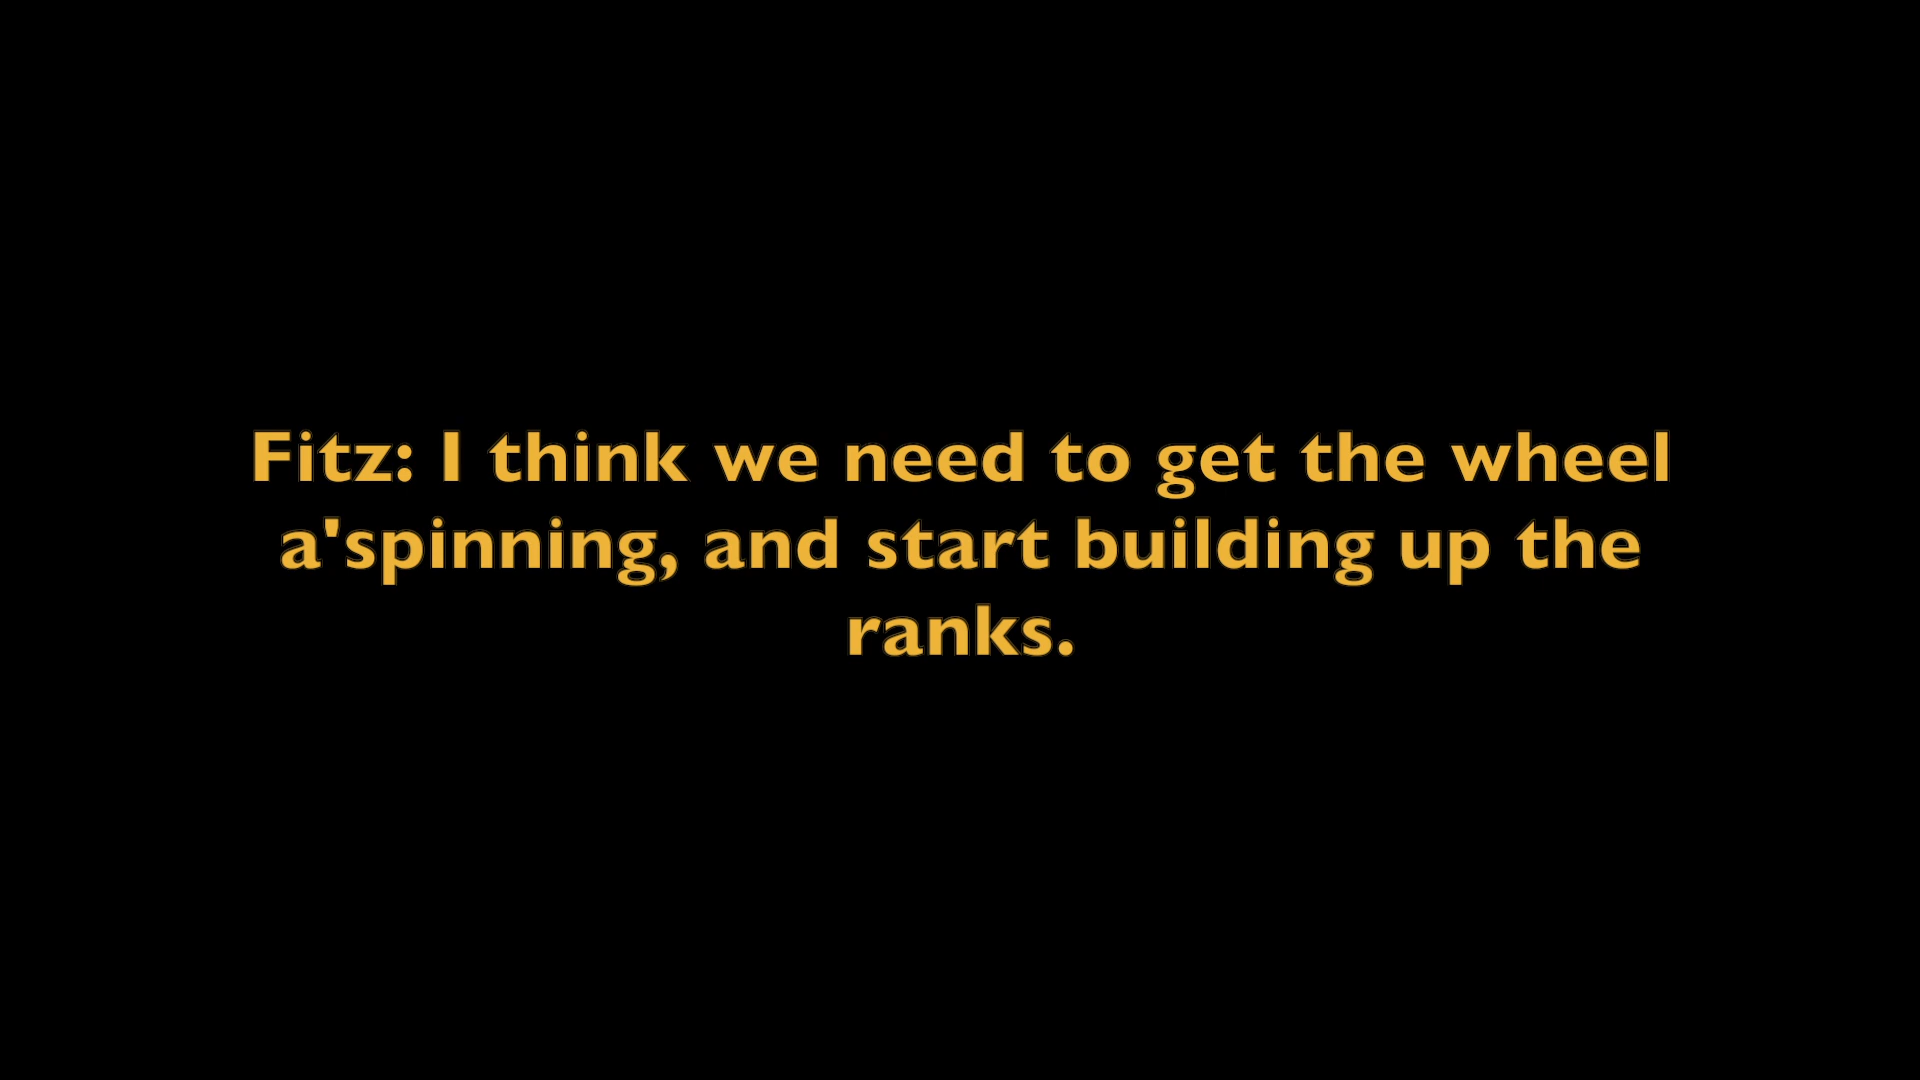 Fitz: I think we need to get the wheel
a'spinning, and start building up the
ranks.